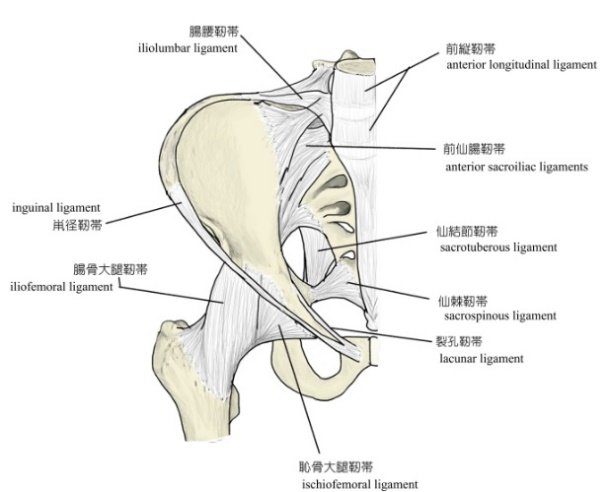 腸腰靭帯
iliolumbar ligament
前縦靭帯
anterior longitudinal ligament
前仙腸靭帯
anterior sacroiliac ligaments
inguinal ligament
鼡径靭帯
仙結節靭帯
sacrotuberous ligament
腸骨大腿靭帯
iliofemoral ligament
仙棘靭帯
sacrospinous ligament
裂孔靭帯
lacunar ligament
恥骨大腿靭帯
ischiofemoral ligament